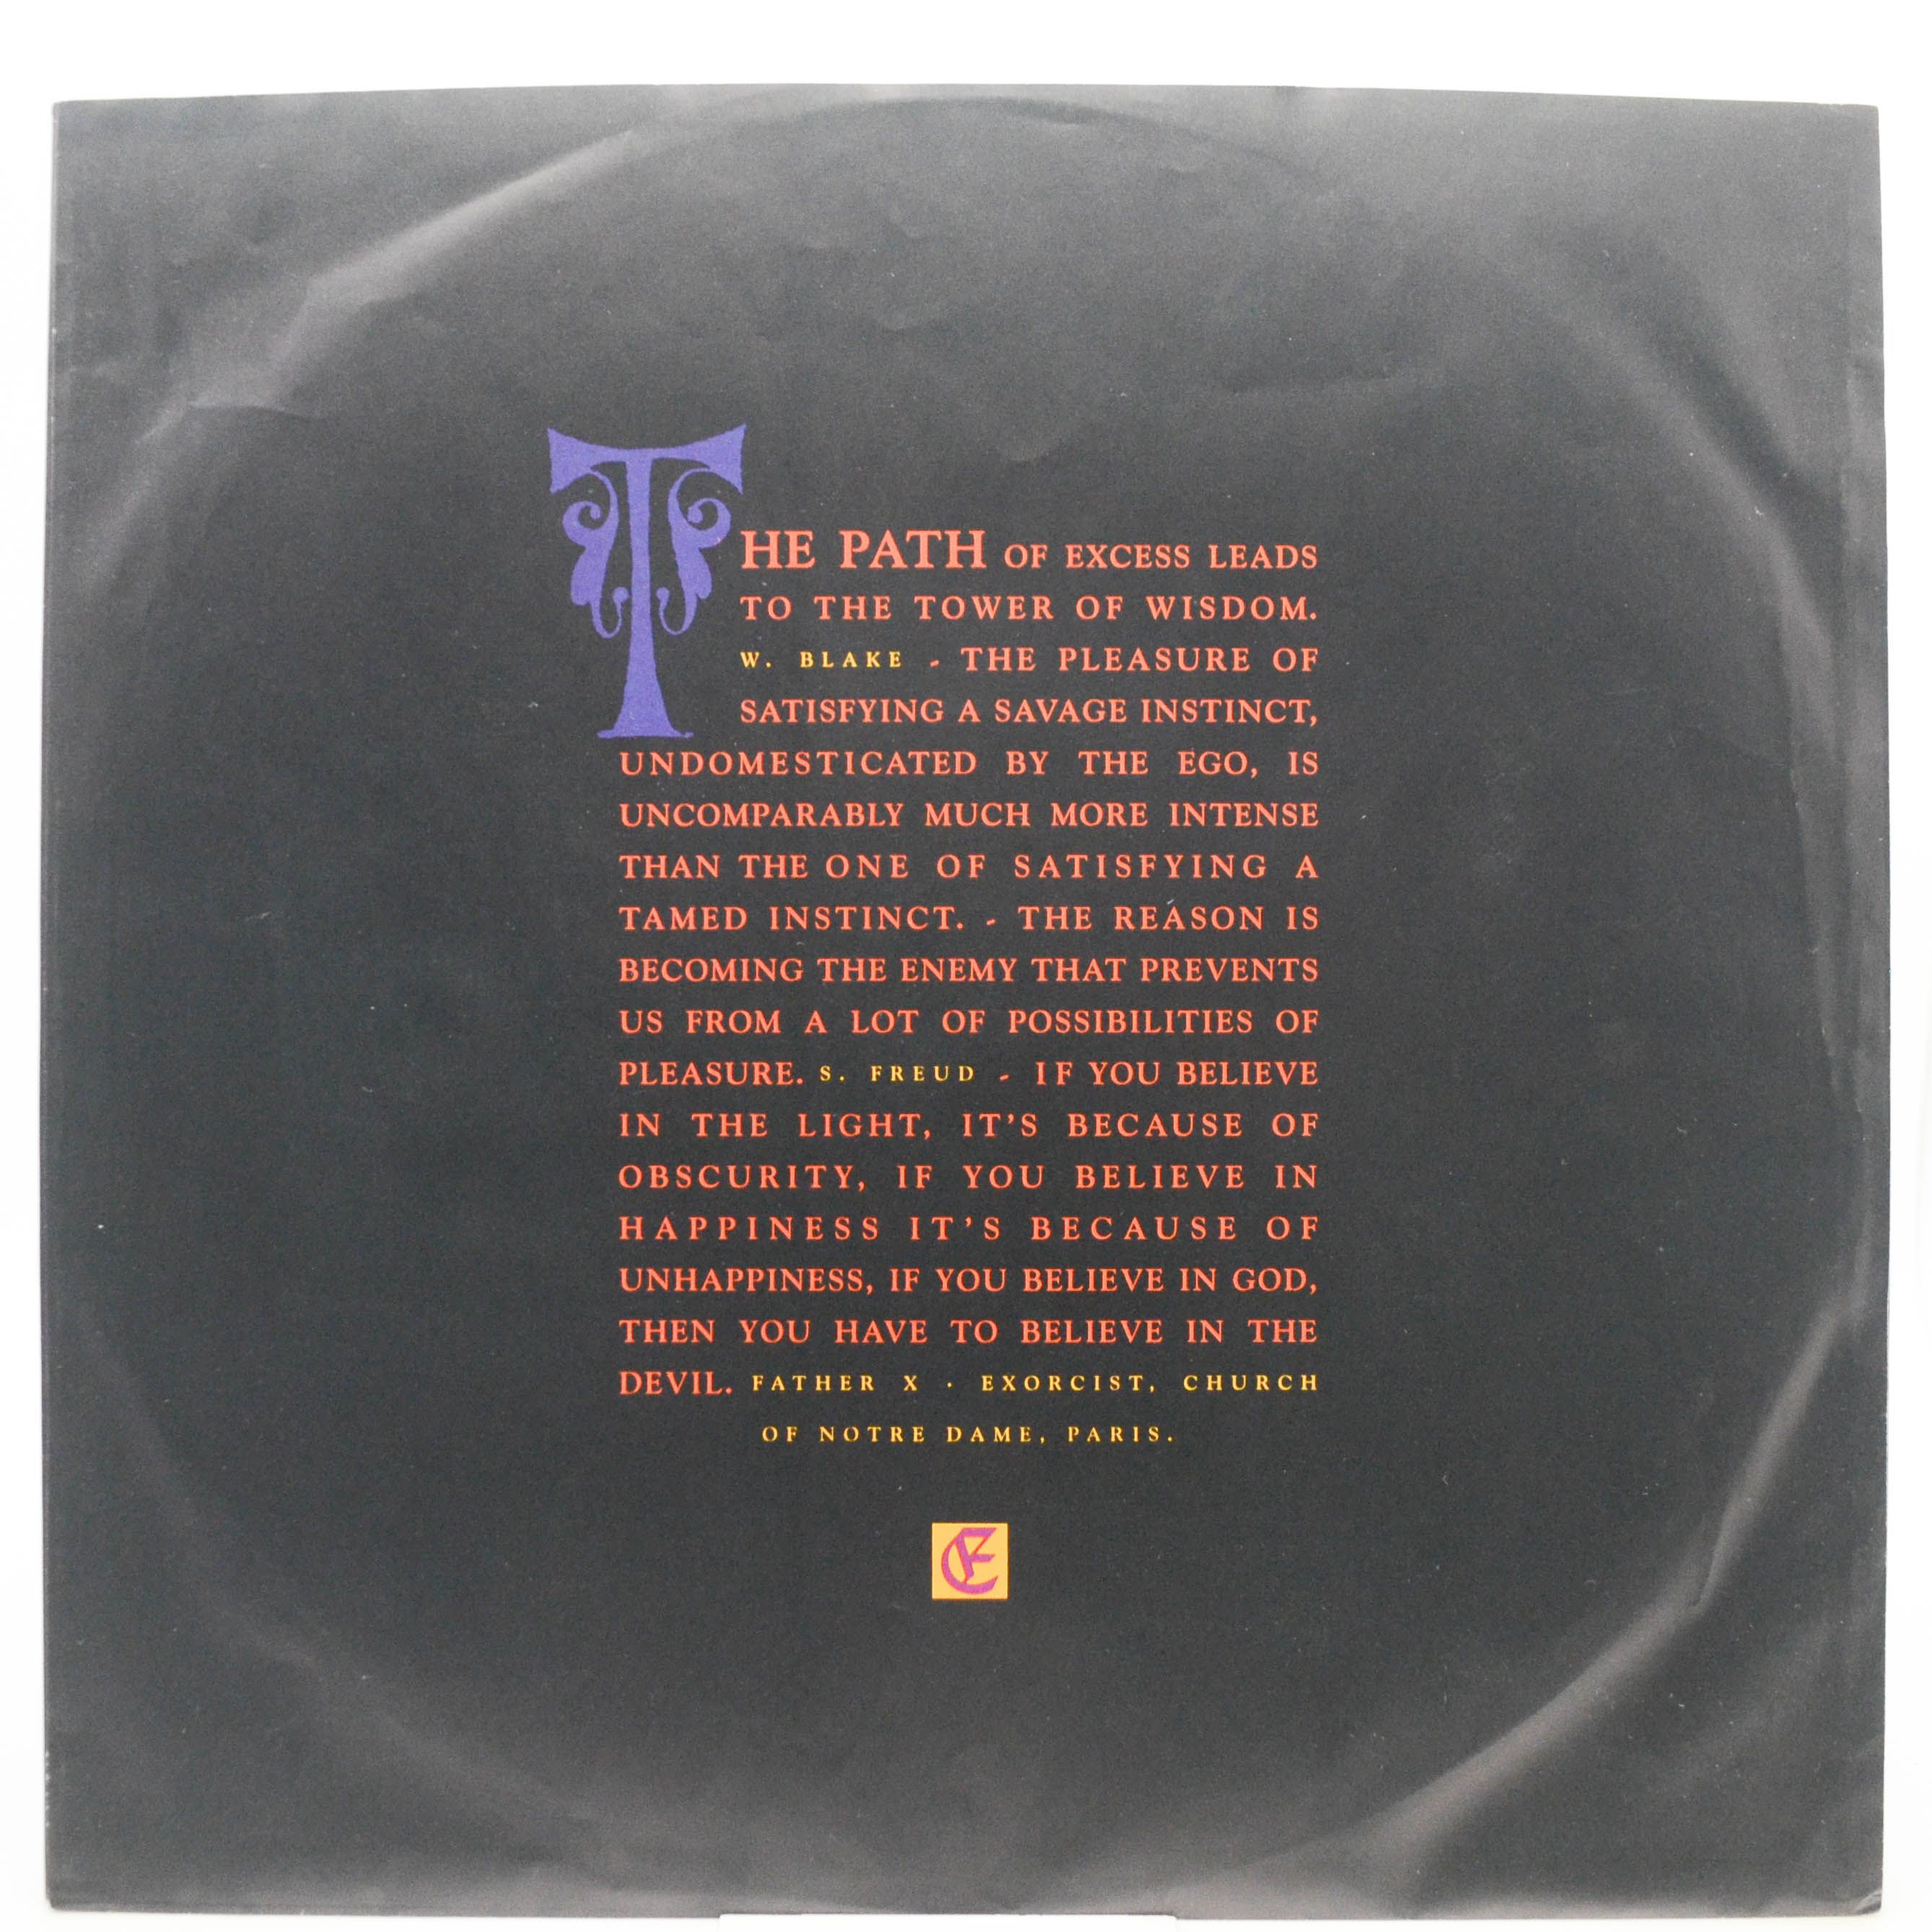 THE PATH OF EXCESS LEADS
TO THE TOWER OF WISDOM.
W. BLAKE - THE PLEASURE OF
SATISFYING A SAVAGE INSTINCT,
UNDOMESTICATED BY THE EGO, IS
UNCOMPARABLY MUCH MORE INTENSE
THAN THE ONE OF SATISFYING A
TAMED INSTINCT. - THE REASON IS
BECOMING THE ENEMY THAT PREVENTS
US FROM A LOT OF POSSIBILITIES OF
PLEASURE. S. FREUD - IF YOU BELIEVE
IN THE LIGHT, IT'S BECAUSE OF
OBSCURITY, IF YOU BELIEVE IN
HAPPINESS IT'S BECAUSE OF
UNHAPPINESS, IF YOU BELIEVE IN GOD,
THEN YOU HAVE TO BELIEVE IN THE
DEVIL. FATHER X · EXORCIST, CHURCH
OF NOTRE DAME, PARIS.
E